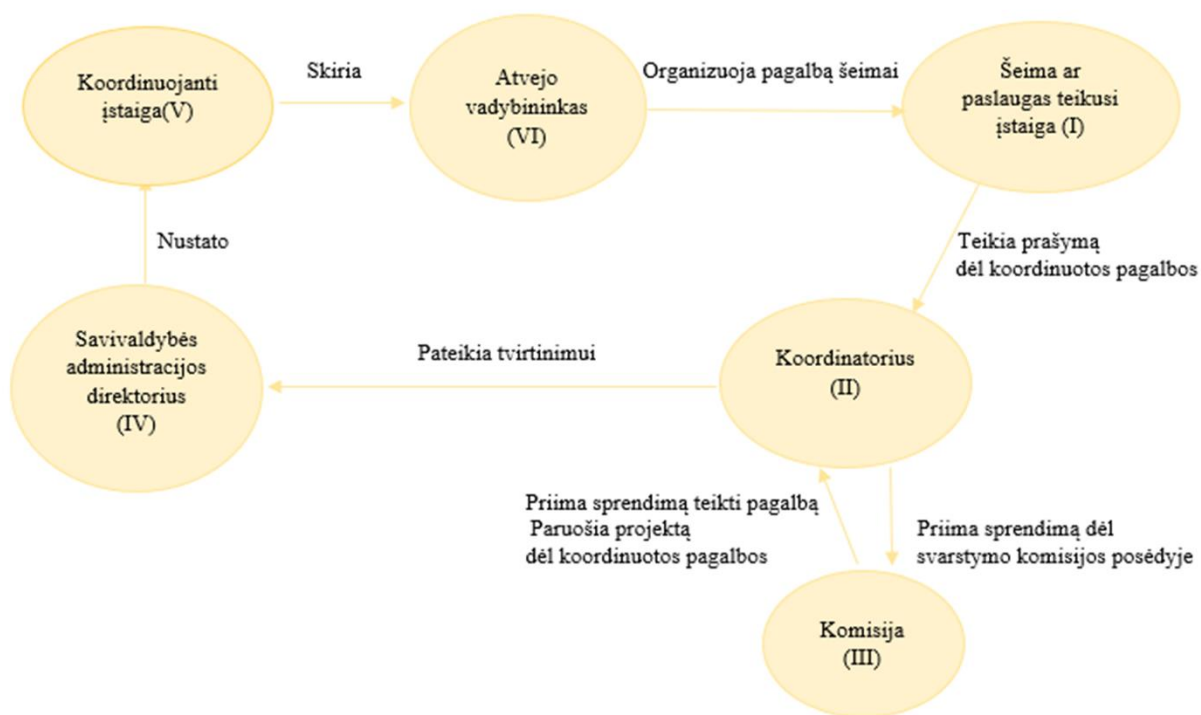 Koordinuojanti
įstaiga(V)
Skiria
Atvejo
vadybininkas
(VI)
Organizuoja pagalbą šeimai
Šeima ar
paslaugas teikusi
įstaiga (I)
Nustato
Teikia prašymą
dėl koordinuotos pagalbos
Savivaldybės
administracijos
direktorius
(IV)
Pateikia tvirtinimui
Koordinatorius
(II)
Priima sprendimą teikti pagalbą
Paruošia projektą
dėl koordinuotos pagalbos
Priima sprendimą dėl
svarstymo komisijos posėdyje
Komisija
(III)